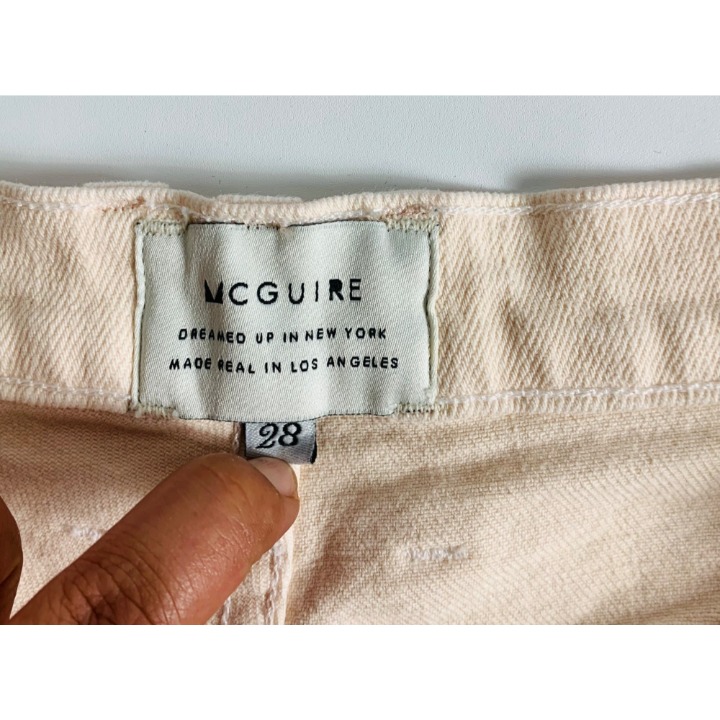 MCGUIRE
DREAMED UP IN NEW YORK
MADE REAL IN LOS ANGELES
28